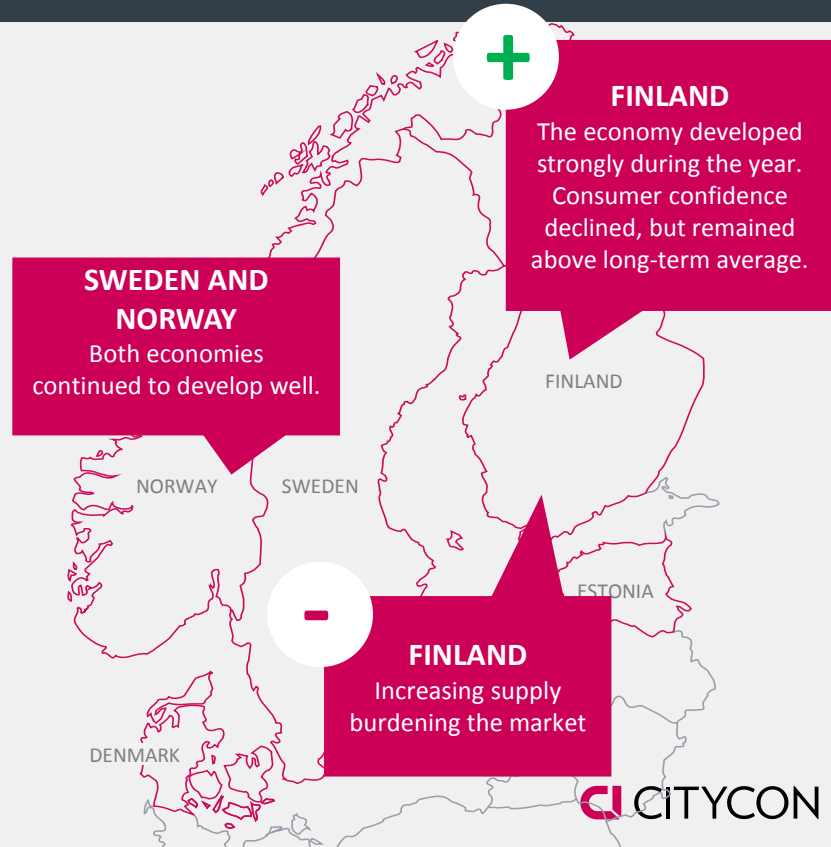 +
FINLAND
The economy developed
strongly during the year.
Consumer confidence
declined, but remained
above long-term average.
SWEDEN AND
NORWAY
Both economies
continued to develop well.
FINLAND
NORWAY
SWEDEN
ESTONIA
-
FINLAND
Increasing supply
burdening the market
DENMARK
CITYCON